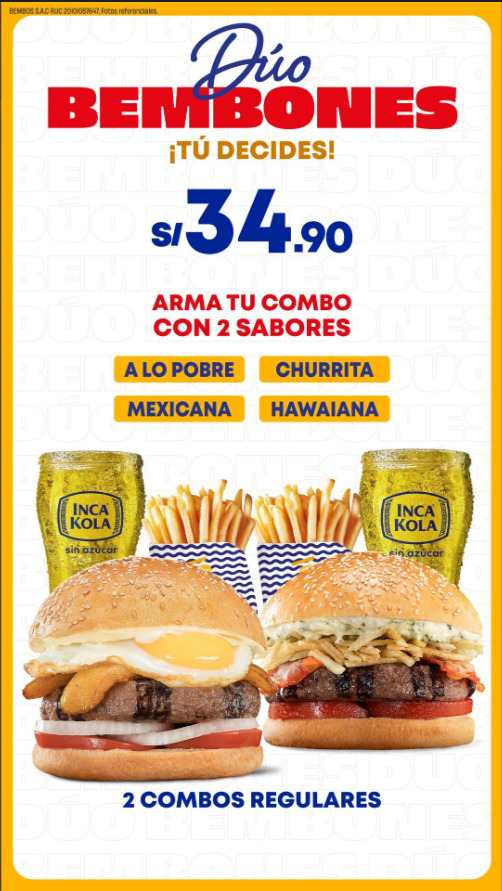 BEMBOS S.A.C RUC 20101087647. Fotos referenciales.
Dúo
BEMBONES
¡TÚ DECIDES!
S/34.90
ARMA TU COMBO
CON 2 SABORES
A LO POBRE CHURRITA
MEXICANA HAWAIANA
INCA
KOLA
sin azúcar
INCA
KOLA
sin azúcar
2 COMBOS REGULARES